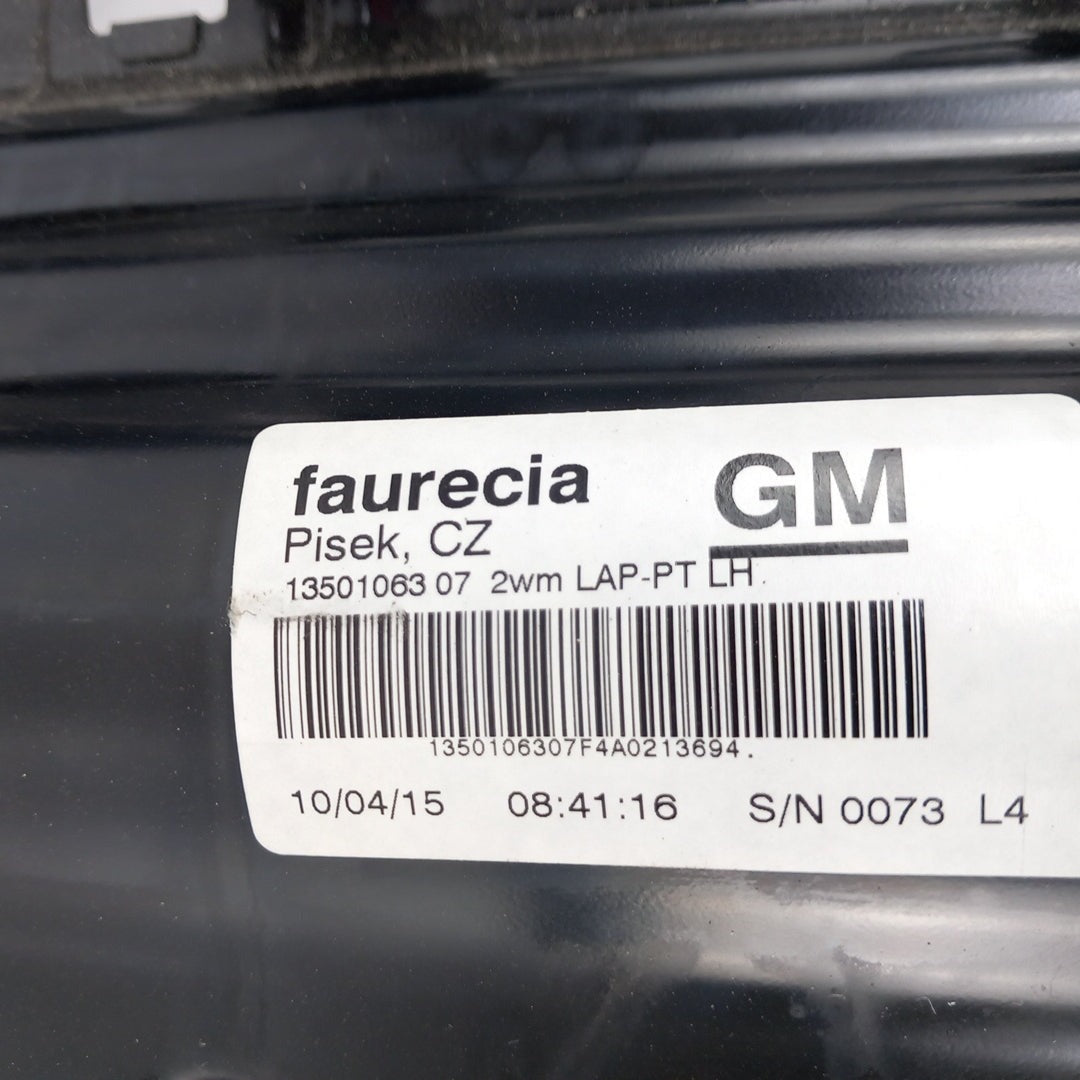 faurecia GM
Pisek, CZ
13501063 07 2wm LAP-PT LH
1350106307F4A0213694.
10/04/15 08:41:16 S/N 0073 L4